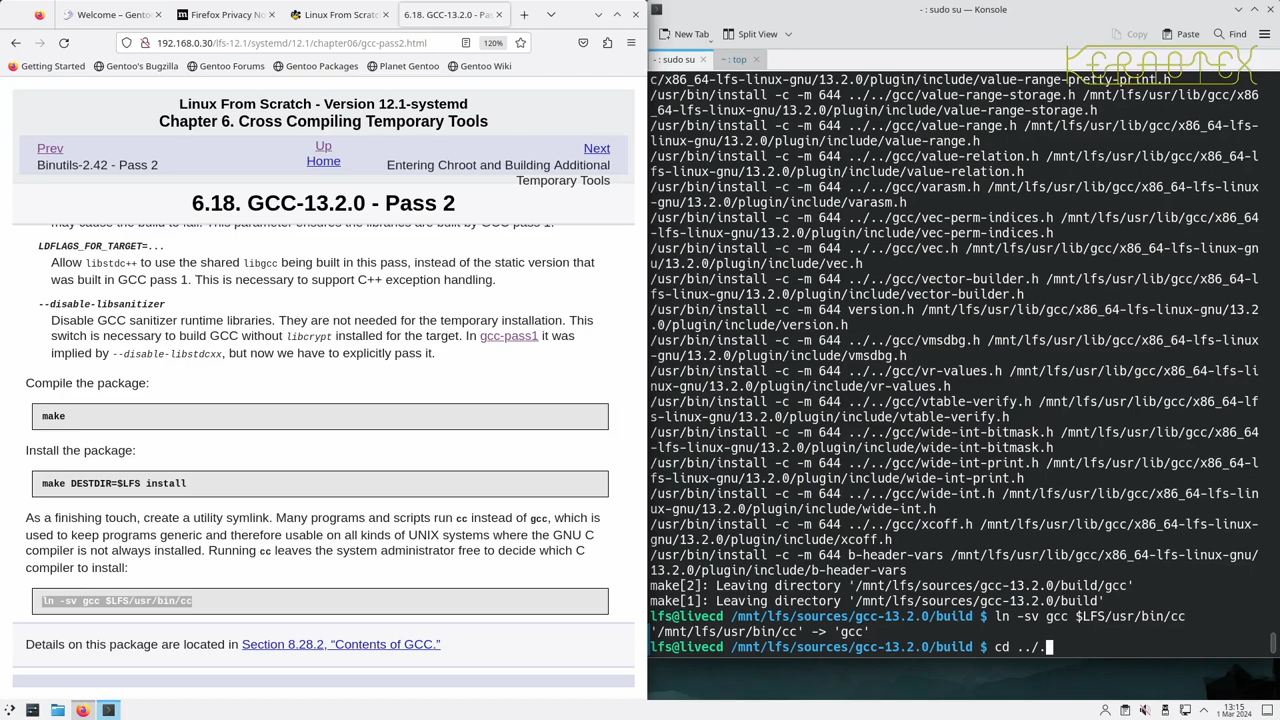 Welcome – Gentoo
Firefox Privacy No
Linux From Scratc
6.18. GCC-13.2.0 - Pa
192.168.0.30/lfs-12.1/systemd/12.1/chapter06/gcc-pass2.html
120%
Getting Started
Gentoo's Bugzilla
Gentoo Forums
Gentoo Packages
Planet Gentoo
Gentoo Wiki
Linux From Scratch - Version 12.1-systemd
Chapter 6. Cross Compiling Temporary Tools
Prev
Up
Next
Binutils-2.42 - Pass 2
Home
Entering Chroot and Building Additional
Temporary Tools
6.18. GCC-13.2.0 - Pass 2
may cause the build to fail. This parameter ensures the libraries are built by GCC pass 1.
LDFLAGS_FOR_TARGET=...
Allow libstdc++ to use the shared libgcc being built in this pass, instead of the static version that
was built in GCC pass 1. This is necessary to support C++ exception handling.
--disable-libsanitizer
Disable GCC sanitizer runtime libraries. They are not needed for the temporary installation. This
switch is necessary to build GCC without libcrypt installed for the target. In gcc-pass1 it was
implied by --disable-libstdcxx, but now we have to explicitly pass it.
Compile the package:
make
Install the package:
make DESTDIR=$LFS install
As a finishing touch, create a utility symlink. Many programs and scripts run cc instead of gcc, which is
used to keep programs generic and therefore usable on all kinds of UNIX systems where the GNU C
compiler is not always installed. Running cc leaves the system administrator free to decide which C
compiler to install:
ln -sv gcc $LFS/usr/bin/cc
Details on this package are located in Section 8.28.2, “Contents of GCC.”
- : sudo su — Konsole
New Tab
Split View
Copy
Paste
Find
- : sudo su
~ : top
KERNOTEX
c/x86_64-lfs-linux-gnu/13.2.0/plugin/include/value-range-pretty-print.h
/usr/bin/install -c -m 644 ../../gcc/value-range-storage.h /mnt/lfs/usr/lib/gcc/x86
_64-lfs-linux-gnu/13.2.0/plugin/include/value-range-storage.h
/usr/bin/install -c -m 644 ../../gcc/value-range.h /mnt/lfs/usr/lib/gcc/x86_64-lfs-
linux-gnu/13.2.0/plugin/include/value-range.h
/usr/bin/install -c -m 644 ../../gcc/value-relation.h /mnt/lfs/usr/lib/gcc/x86_64-l
fs-linux-gnu/13.2.0/plugin/include/value-relation.h
/usr/bin/install -c -m 644 ../../gcc/varasm.h /mnt/lfs/usr/lib/gcc/x86_64-lfs-linux
-gnu/13.2.0/plugin/include/varasm.h
/usr/bin/install -c -m 644 ../../gcc/vec-perm-indices.h /mnt/lfs/usr/lib/gcc/x86_64
-lfs-linux-gnu/13.2.0/plugin/include/vec-perm-indices.h
/usr/bin/install -c -m 644 ../../gcc/vec.h /mnt/lfs/usr/lib/gcc/x86_64-lfs-linux-gn
u/13.2.0/plugin/include/vec.h
/usr/bin/install -c -m 644 ../../gcc/vector-builder.h /mnt/lfs/usr/lib/gcc/x86_64-l
fs-linux-gnu/13.2.0/plugin/include/vector-builder.h
/usr/bin/install -c -m 644 version.h /mnt/lfs/usr/lib/gcc/x86_64-lfs-linux-gnu/13.2
.0/plugin/include/version.h
/usr/bin/install -c -m 644 ../../gcc/vmsdbg.h /mnt/lfs/usr/lib/gcc/x86_64-lfs-linux
-gnu/13.2.0/plugin/include/vmsdbg.h
/usr/bin/install -c -m 644 ../../gcc/vr-values.h /mnt/lfs/usr/lib/gcc/x86_64-lfs-li
nux-gnu/13.2.0/plugin/include/vr-values.h
/usr/bin/install -c -m 644 ../../gcc/vtable-verify.h /mnt/lfs/usr/lib/gcc/x86_64-lf
s-linux-gnu/13.2.0/plugin/include/vtable-verify.h
/usr/bin/install -c -m 644 ../../gcc/wide-int-bitmask.h /mnt/lfs/usr/lib/gcc/x86_64
-lfs-linux-gnu/13.2.0/plugin/include/wide-int-bitmask.h
/usr/bin/install -c -m 644 ../../gcc/wide-int-print.h /mnt/lfs/usr/lib/gcc/x86_64-l
fs-linux-gnu/13.2.0/plugin/include/wide-int-print.h
/usr/bin/install -c -m 644 ../../gcc/wide-int.h /mnt/lfs/usr/lib/gcc/x86_64-lfs-lin
ux-gnu/13.2.0/plugin/include/wide-int.h
/usr/bin/install -c -m 644 ../../gcc/xcoff.h /mnt/lfs/usr/lib/gcc/x86_64-lfs-linux-
gnu/13.2.0/plugin/include/xcoff.h
/usr/bin/install -c -m 644 b-header-vars /mnt/lfs/usr/lib/gcc/x86_64-lfs-linux-gnu/
13.2.0/plugin/include/b-header-vars
make[2]: Leaving directory '/mnt/lfs/sources/gcc-13.2.0/build/gcc'
make[1]: Leaving directory '/mnt/lfs/sources/gcc-13.2.0/build'
lfs@livecd /mnt/lfs/sources/gcc-13.2.0/build $ ln -sv gcc $LFS/usr/bin/cc
'/mnt/lfs/usr/bin/cc' -> 'gcc'
lfs@livecd /mnt/lfs/sources/gcc-13.2.0/build $ cd ../.
13:15
1 Mar 2024